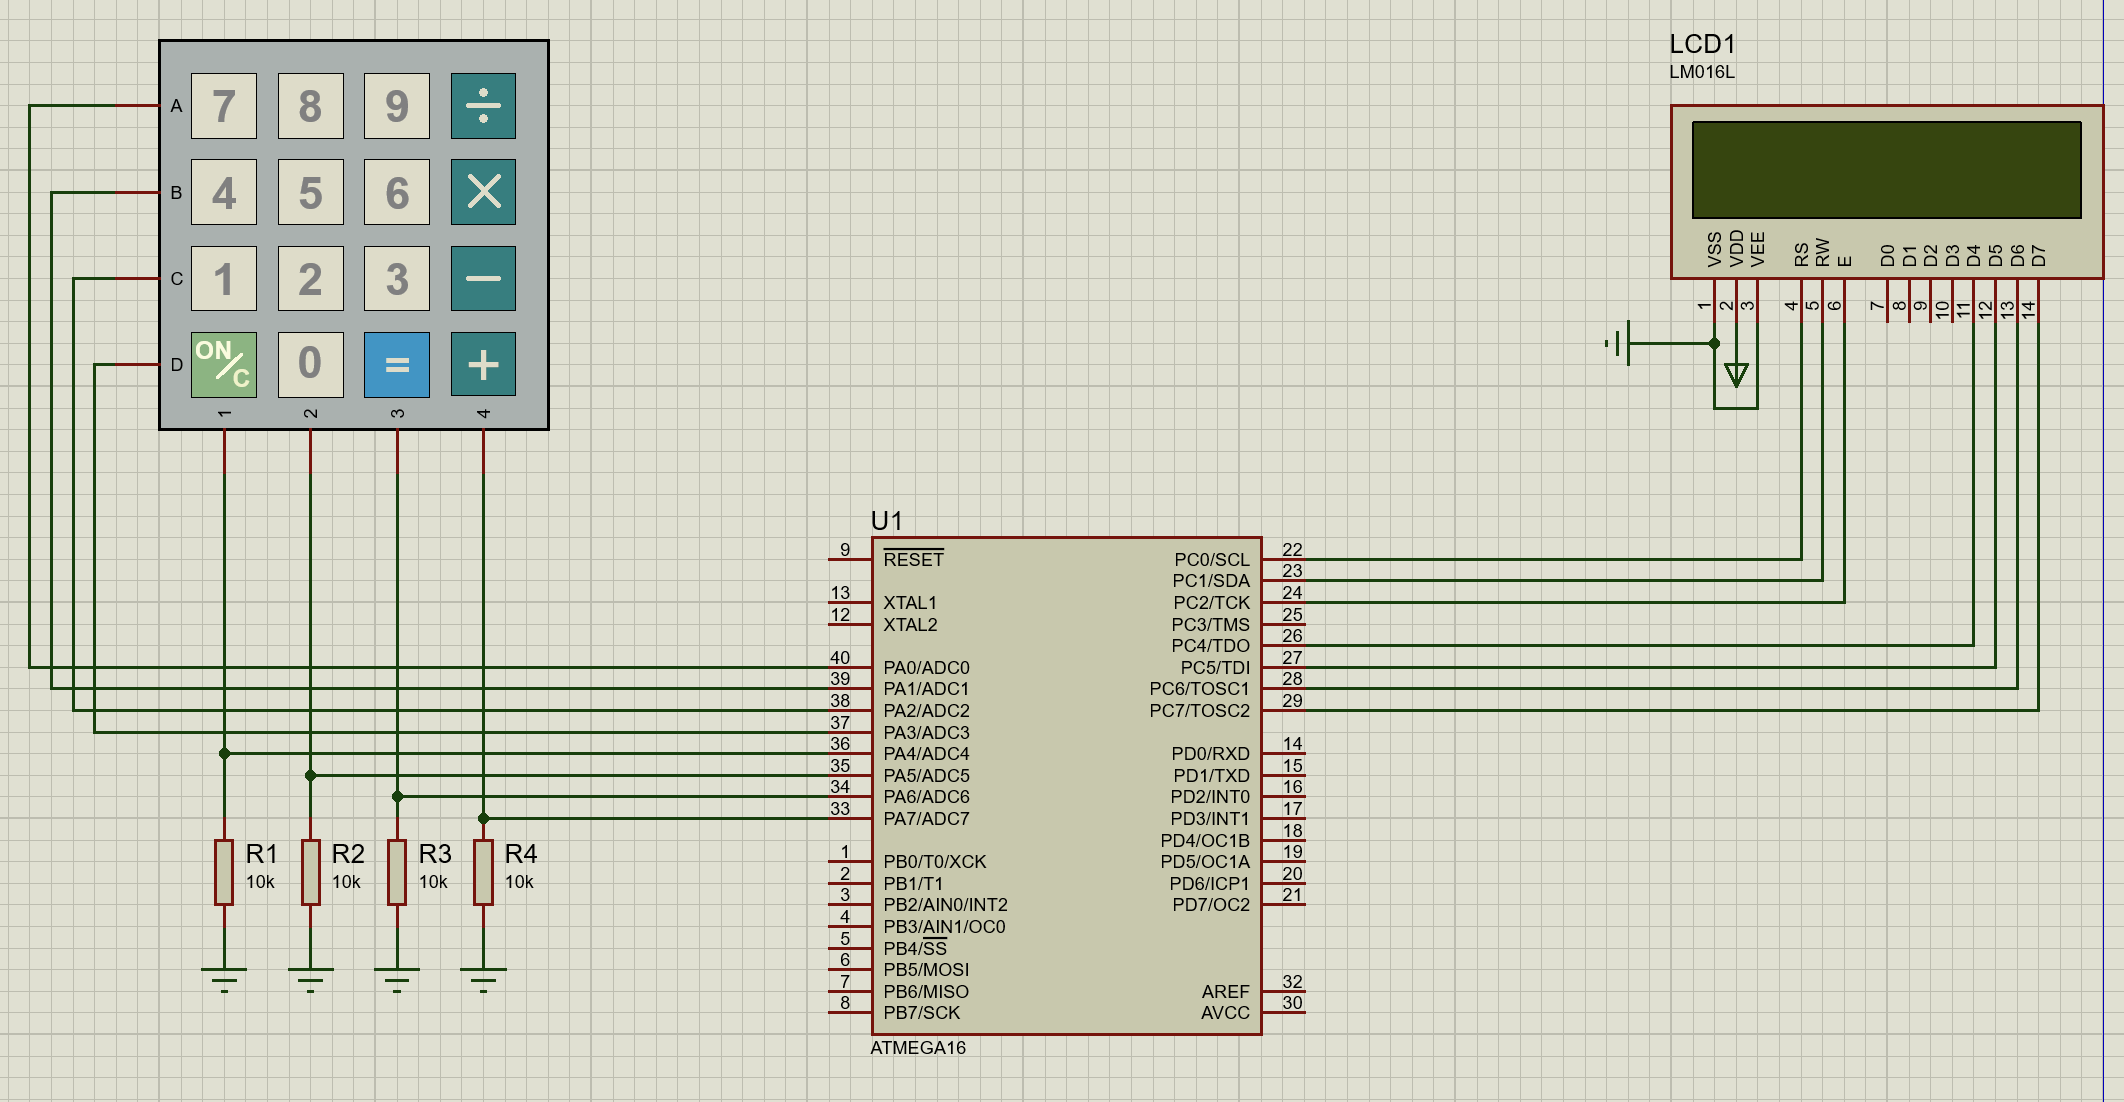 LCD1
LM016L
A 7 8 9 ÷
B 4 5 6 ×
C 1 2 3 −
D ON/C 0 = +
1 2 3 4
VSS VDD VEE RS RW E D0 D1 D2 D3 D4 D5 D6 D7
1 2 3 4 5 6 7 8 9 10 11 12 13 14
U1
9 RESET PC0/SCL 22
PC1/SDA 23
13 XTAL1 PC2/TCK 24
12 XTAL2 PC3/TMS 25
PC4/TDO 26
40 PA0/ADC0 PC5/TDI 27
39 PA1/ADC1 PC6/TOSC1 28
38 PA2/ADC2 PC7/TOSC2 29
37 PA3/ADC3
36 PA4/ADC4 PD0/RXD 14
35 PA5/ADC5 PD1/TXD 15
34 PA6/ADC6 PD2/INT0 16
33 PA7/ADC7 PD3/INT1 17
PD4/OC1B 18
1 PB0/T0/XCK PD5/OC1A 19
2 PB1/T1 PD6/ICP1 20
3 PB2/AIN0/INT2 PD7/OC2 21
4 PB3/AIN1/OC0
5 PB4/SS
6 PB5/MOSI
7 PB6/MISO AREF 32
8 PB7/SCK AVCC 30
ATMEGA16
R1 R2 R3 R4
10k 10k 10k 10k